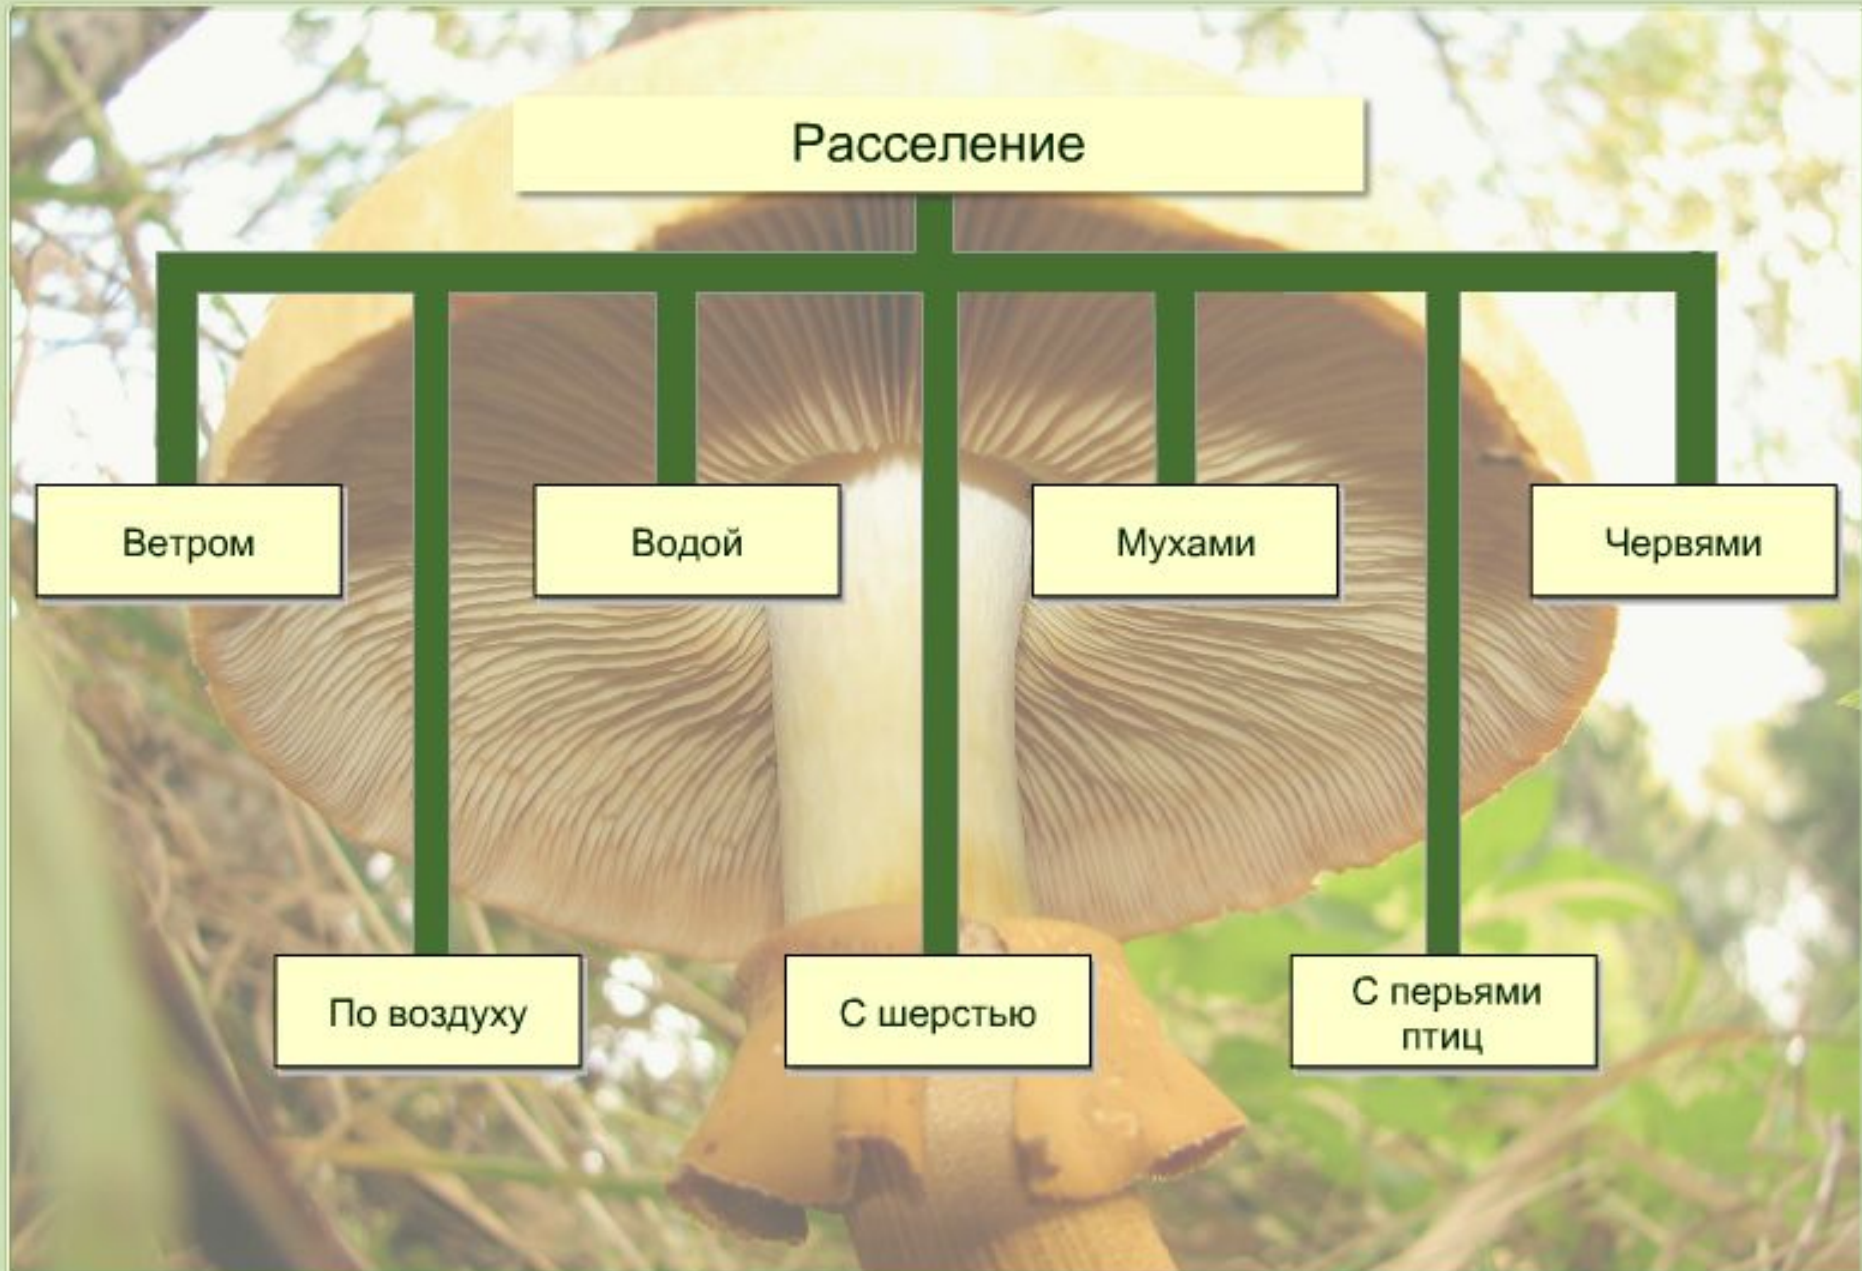 Расселение
Ветром
Водой
Мухами
Червями
По воздуху
С шерстью
С перьями
птиц